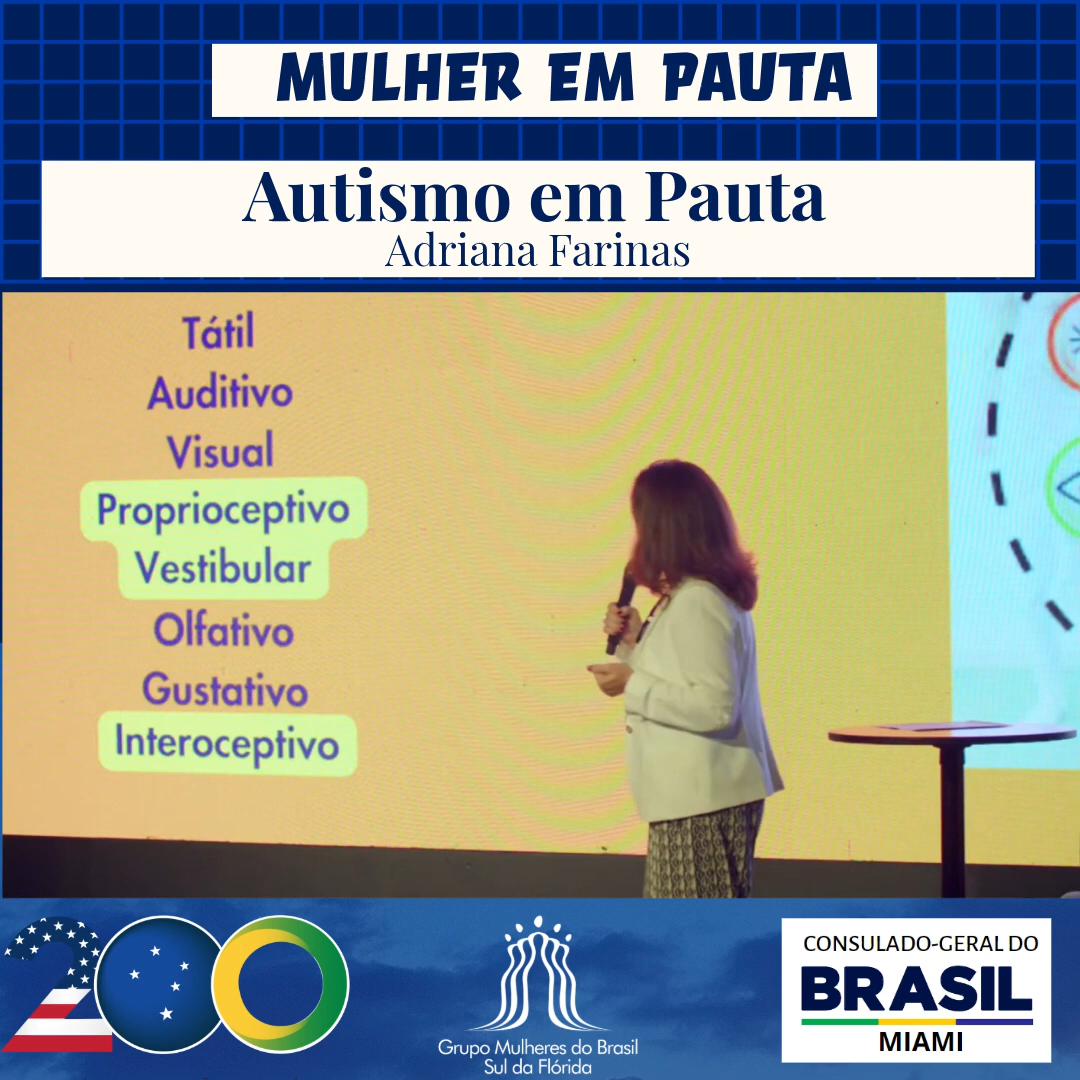 MULHER EM PAUTA
Autismo em Pauta
Adriana Farinas
Tátil
Auditivo
Visual
Proprioceptivo
Vestibular
Olfativo
Gustativo
Interoceptivo
200
Grupo Mulheres do Brasil
Sul da Flórida
CONSULADO-GERAL DO
BRASIL
MIAMI